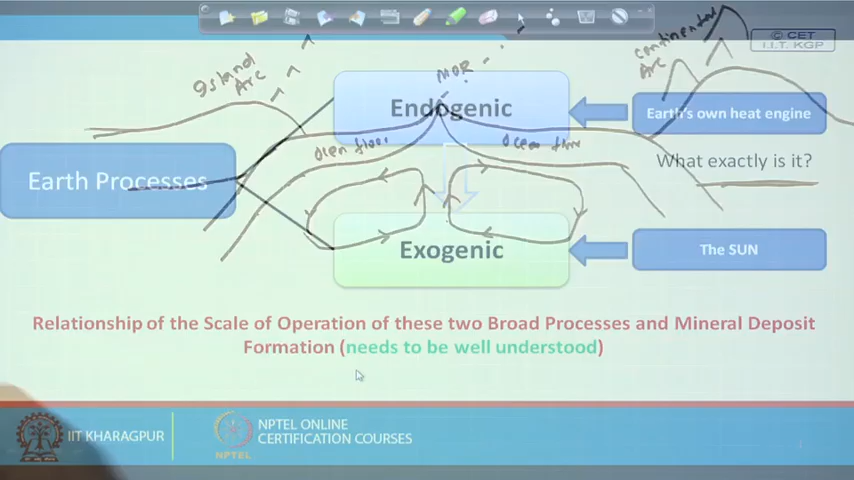 continental
Arc
© CET
I.I.T. KGP
Island
Arc
MOR
Endogenic
Earth's own heat engine
Ocen floor
Ocen floor
What exactly is it?
Earth Processes
Exogenic
The SUN
Relationship of the Scale of Operation of these two Broad Processes and Mineral Deposit
Formation (needs to be well understood)
IIT KHARAGPUR
NPTEL
NPTEL ONLINE
CERTIFICATION COURSES